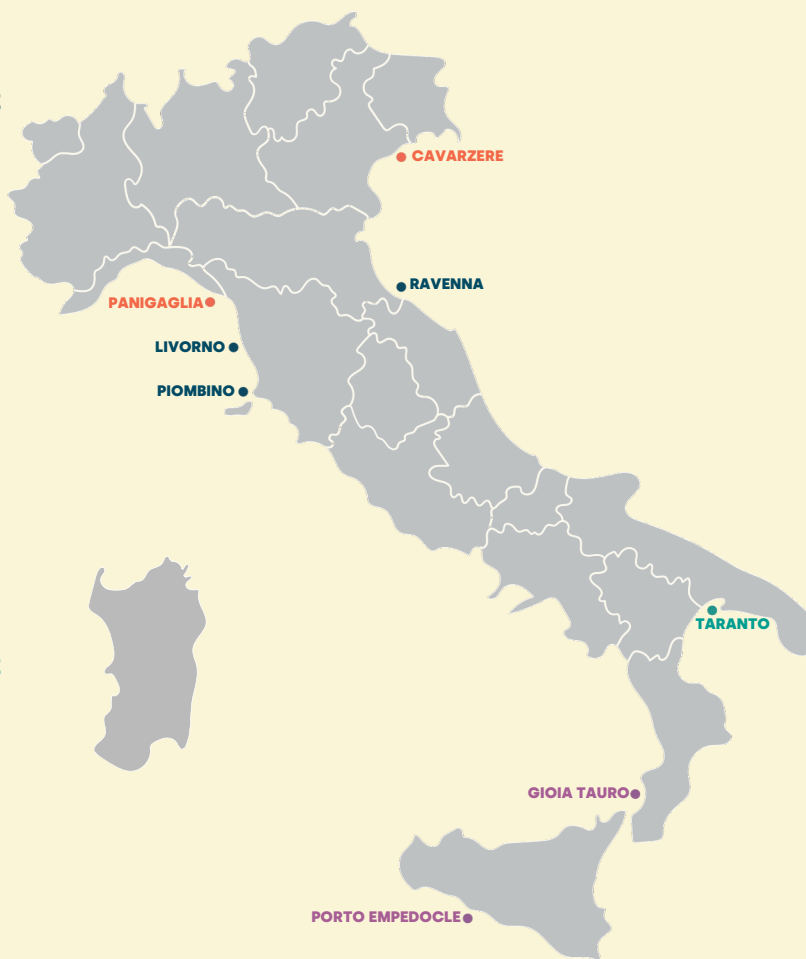 CAVARZERE
RAVENNA
PANIGAGLIA
LIVORNO
PIOMBINO
TARANTO
GIOIA TAURO
PORTO EMPEDOCLE